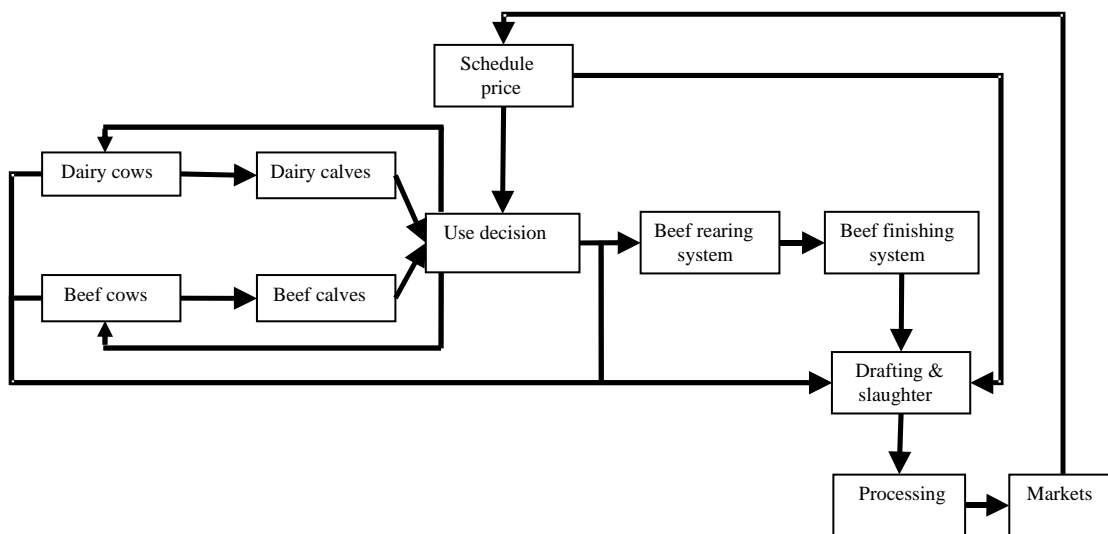 Schedule
price
Dairy cows
Dairy calves
Use decision
Beef rearing
system
Beef finishing
system
Beef cows
Beef calves
Drafting &
slaughter
Processing
Markets